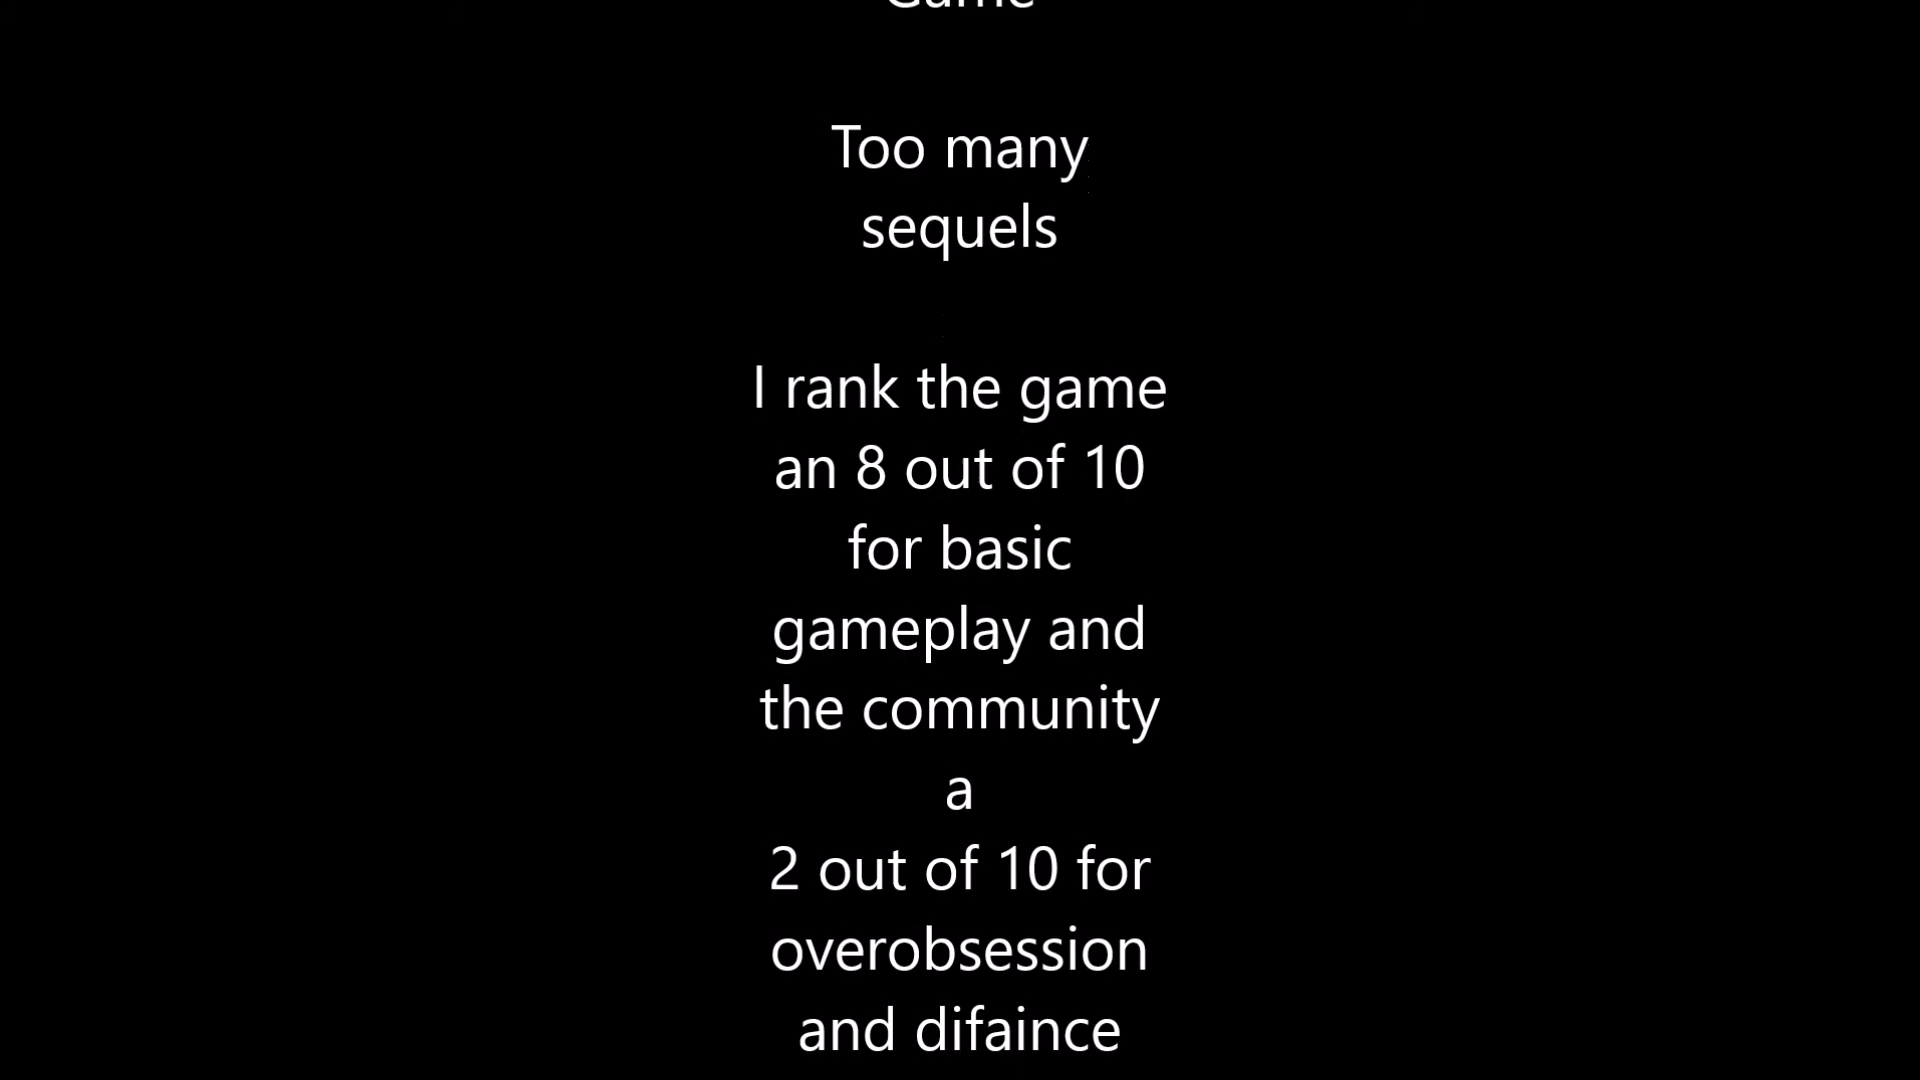 Game
Too many
sequels
I rank the game
an 8 out of 10
for basic
gameplay and
the community
a
2 out of 10 for
overobsession
and difaince